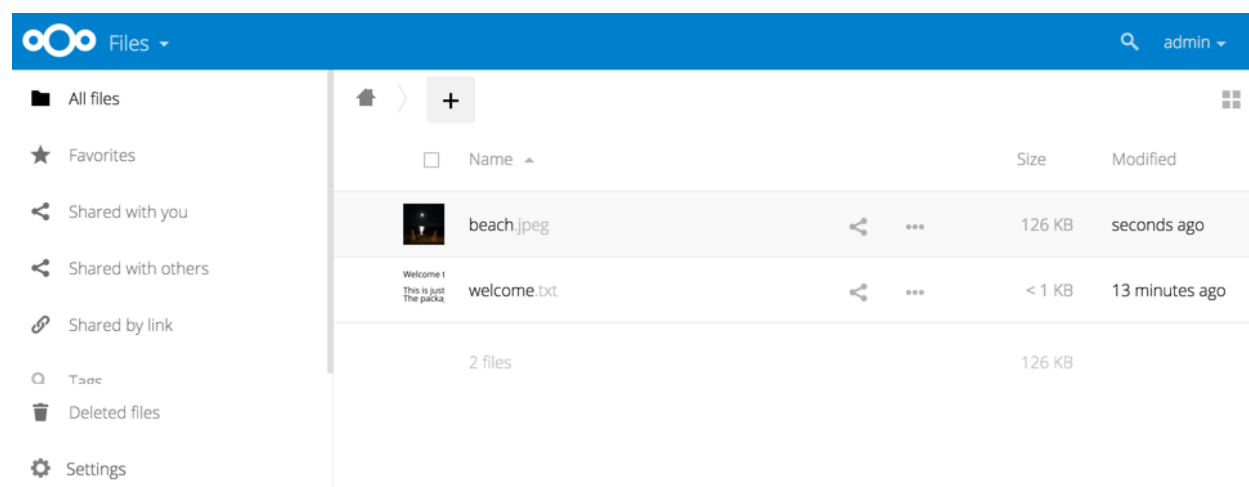 Files
admin
All files
Favorites
Shared with you
Shared with others
Shared by link
Tags
Deleted files
Settings
+
Name Size Modified
beach.jpeg 126 KB seconds ago
Welcome t
This is just
The packa
welcome.txt < 1 KB 13 minutes ago
2 files 126 KB